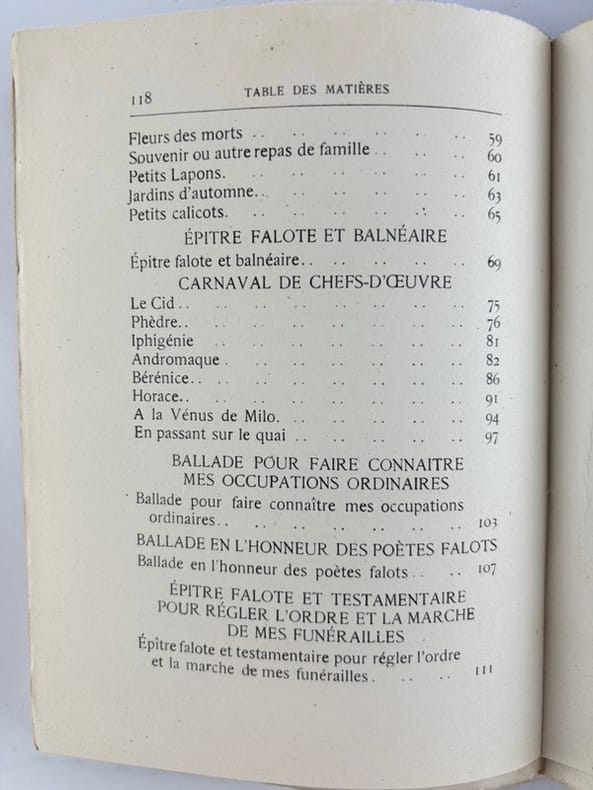 118 TABLE DES MATIÈRES
Fleurs des morts .. .. .. .. .. .. 59
Souvenir ou autre repas de famille .. .. .. 60
Petits Lapons. .. .. .. .. .. .. 61
Jardins d'automne.. .. .. .. .. .. 63
Petits calicots. .. .. .. .. .. .. 65
ÉPITRE FALOTE ET BALNÉAIRE
Épitre falote et balnéaire.. .. .. .. .. 69
CARNAVAL DE CHEFS-D'ŒUVRE
Le Cid .. .. .. .. .. .. .. .. 75
Phèdre.. .. .. .. .. .. .. .. 76
Iphigénie .. .. .. .. .. .. .. 81
Andromaque . .. .. .. .. .. .. 82
Bérénice.. .. .. .. .. .. .. .. 86
Horace.. .. .. .. .. .. .. .. 91
A la Vénus de Milo. .. .. .. .. .. 94
En passant sur le quai .. .. .. .. .. 97
BALLADE POUR FAIRE CONNAITRE
MES OCCUPATIONS ORDINAIRES
Ballade pour faire connaître mes occupations
ordinaires.. .. .. .. .. .. .. 103
BALLADE EN L'HONNEUR DES POÈTES FALOTS
Ballade en l'honneur des poètes falots .. .. 107
ÉPITRE FALOTE ET TESTAMENTAIRE
POUR RÉGLER L'ORDRE ET LA MARCHE
DE MES FUNÉRAILLES
Épître falote et testamentaire pour régler l'ordre
et la marche de mes funérailles . .. .. .. 111